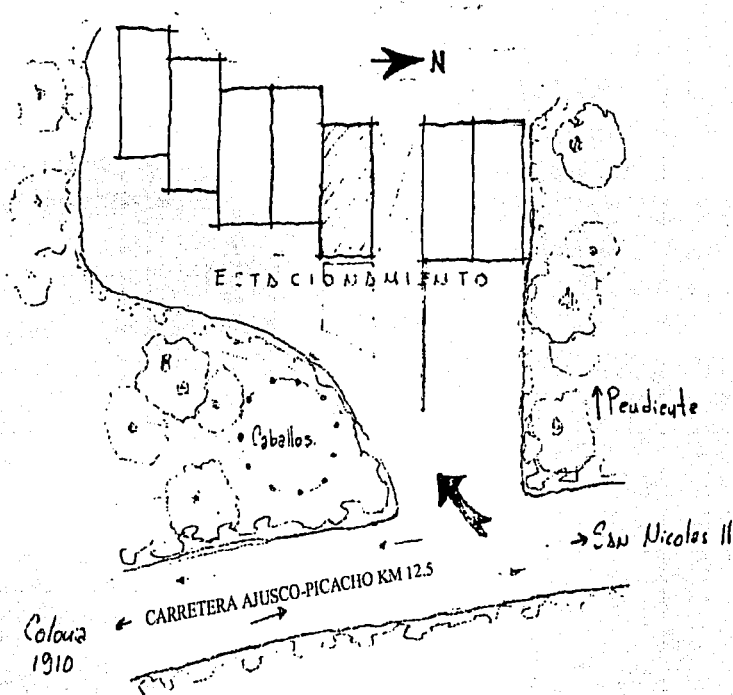 N
ESTACIONAMIENTO
↑Pendiente
Caballos.
→San Nicolas II
← CARRETERA AJUSCO-PICACHO KM 12.5
Colonia
1910